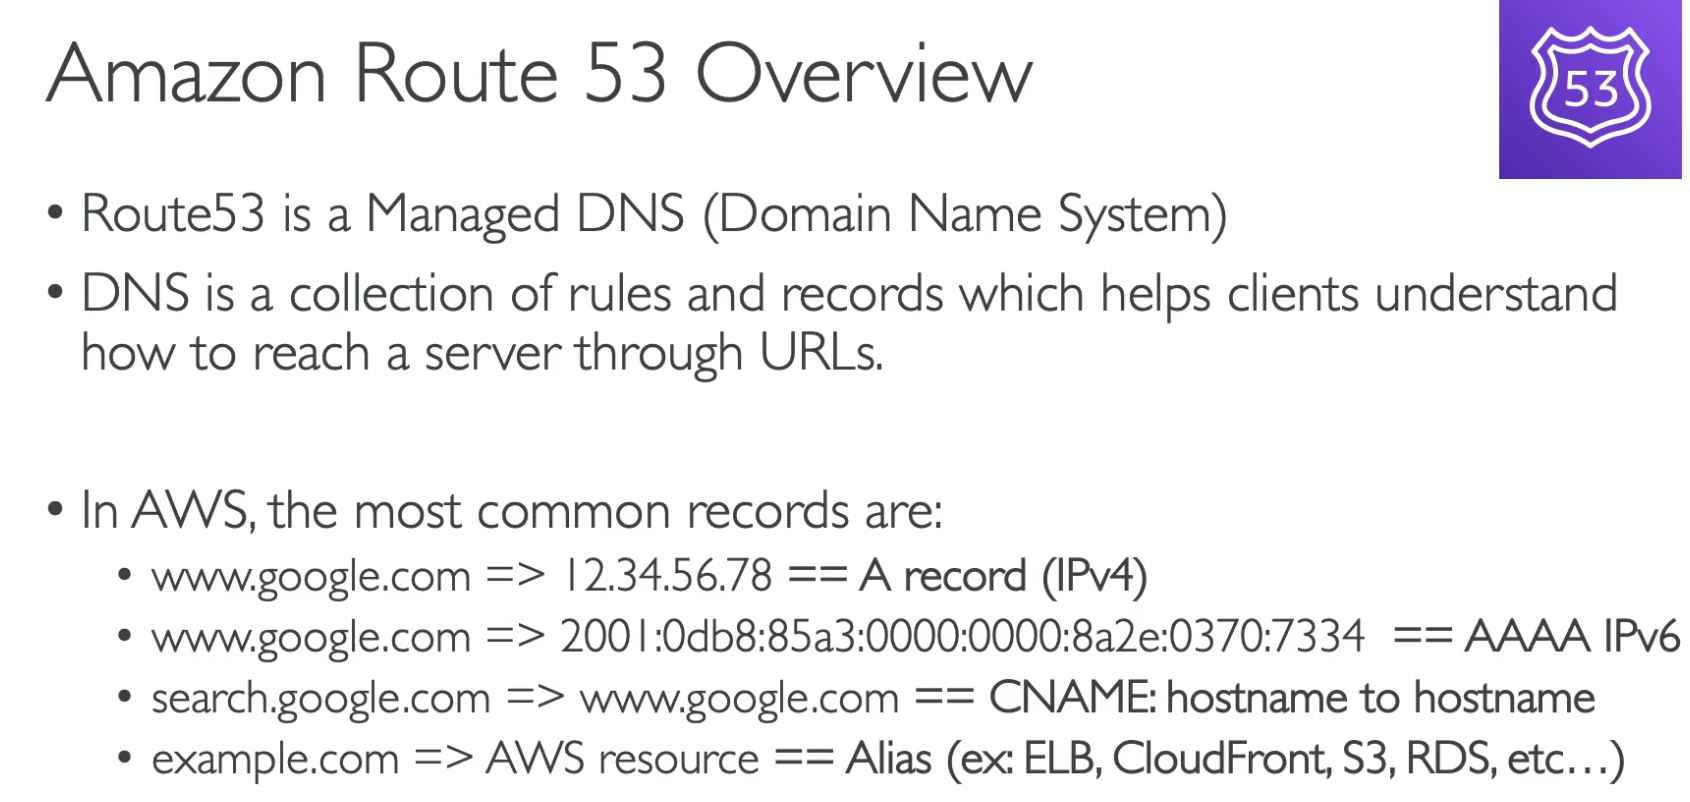 Amazon Route 53 Overview
53
• Route53 is a Managed DNS (Domain Name System)
• DNS is a collection of rules and records which helps clients understand
how to reach a server through URLs.
• In AWS, the most common records are:
• www.google.com => 12.34.56.78 == A record (IPv4)
• www.google.com => 2001:0db8:85a3:0000:0000:8a2e:0370:7334 == AAAA IPv6
• search.google.com => www.google.com == CNAME: hostname to hostname
• example.com => AWS resource == Alias (ex: ELB, CloudFront, S3, RDS, etc…)